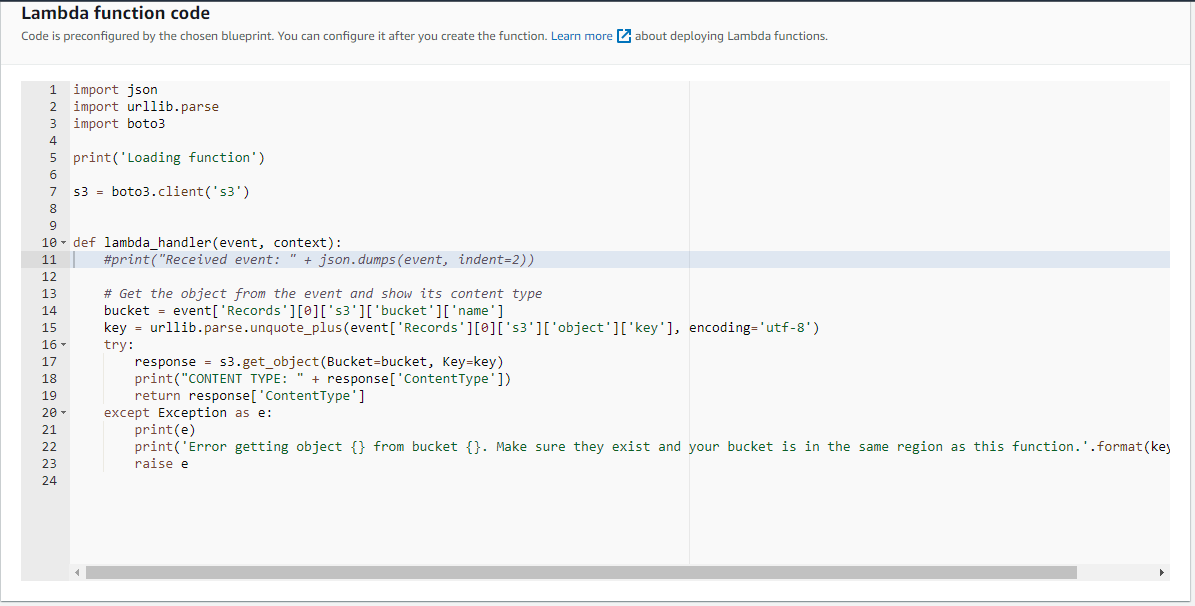 Lambda function code
Code is preconfigured by the chosen blueprint. You can configure it after you create the function. Learn more about deploying Lambda functions.
1 import json
2 import urllib.parse
3 import boto3
4
5 print('Loading function')
6
7 s3 = boto3.client('s3')
8
9
10 def lambda_handler(event, context):
11     #print("Received event: " + json.dumps(event, indent=2))
12
13     # Get the object from the event and show its content type
14     bucket = event['Records'][0]['s3']['bucket']['name']
15     key = urllib.parse.unquote_plus(event['Records'][0]['s3']['object']['key'], encoding='utf-8')
16     try:
17         response = s3.get_object(Bucket=bucket, Key=key)
18         print("CONTENT TYPE: " + response['ContentType'])
19         return response['ContentType']
20     except Exception as e:
21         print(e)
22         print('Error getting object {} from bucket {}. Make sure they exist and your bucket is in the same region as this function.'.format(key
23         raise e
24